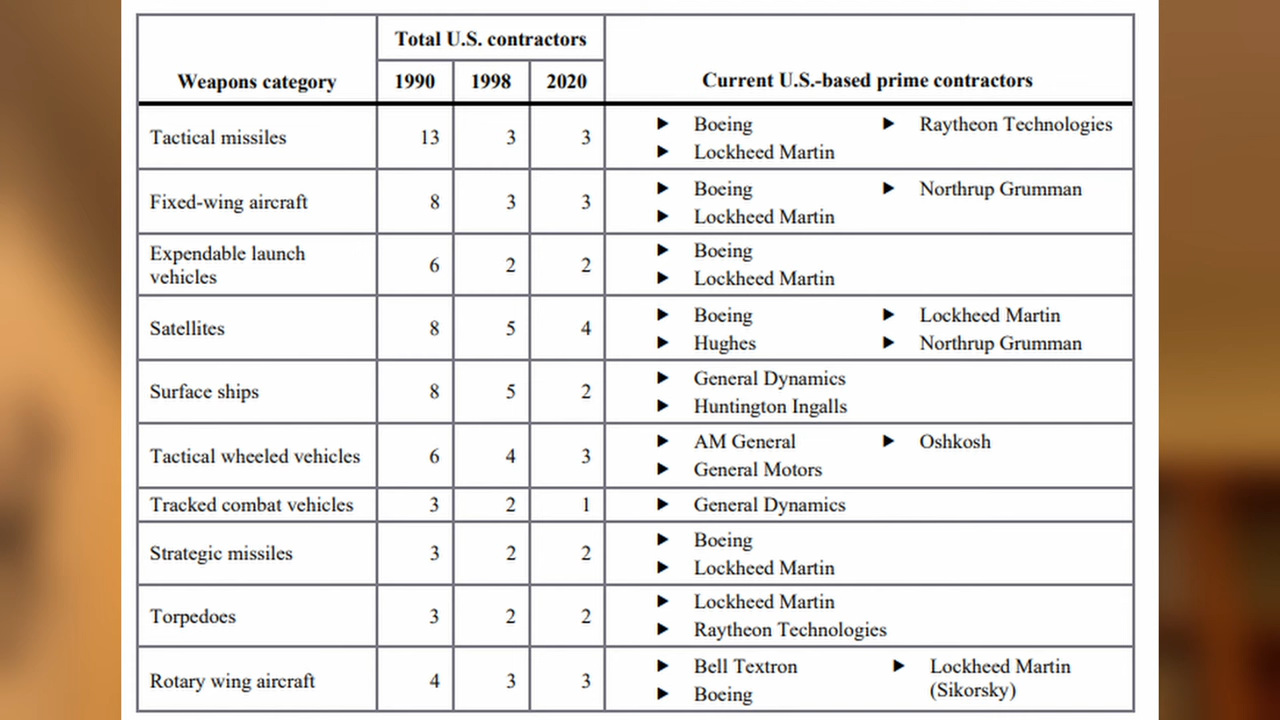 Total U.S. contractors
Weapons category 1990 1998 2020 Current U.S.-based prime contractors
Tactical missiles 13 3 3 ► Boeing ► Raytheon Technologies
► Lockheed Martin
Fixed-wing aircraft 8 3 3 ► Boeing ► Northrup Grumman
► Lockheed Martin
Expendable launch
vehicles 6 2 2 ► Boeing
► Lockheed Martin
Satellites 8 5 4 ► Boeing ► Lockheed Martin
► Hughes ► Northrup Grumman
Surface ships 8 5 2 ► General Dynamics
► Huntington Ingalls
Tactical wheeled vehicles 6 4 3 ► AM General ► Oshkosh
► General Motors
Tracked combat vehicles 3 2 1 ► General Dynamics
Strategic missiles 3 2 2 ► Boeing
► Lockheed Martin
Torpedoes 3 2 2 ► Lockheed Martin
► Raytheon Technologies
Rotary wing aircraft 4 3 3 ► Bell Textron ► Lockheed Martin
► Boeing (Sikorsky)